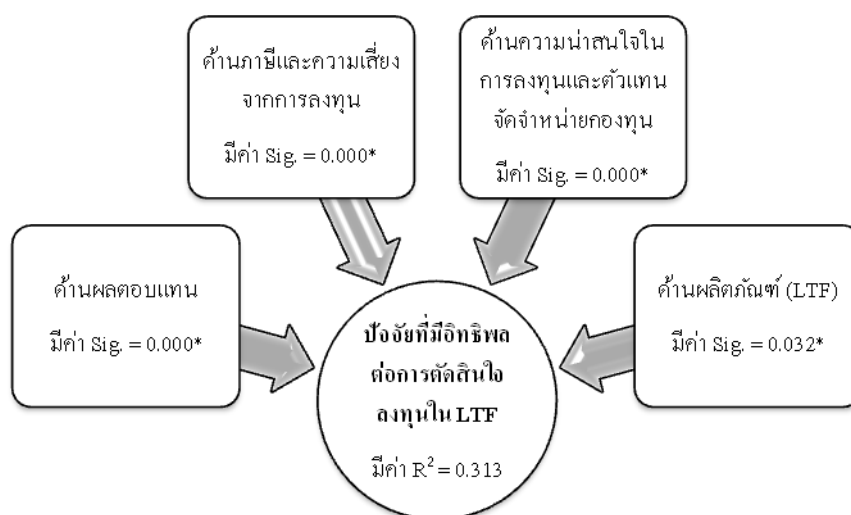 ด้านภาษีและความเสี่ยง
จากการลงทุน
มีค่า Sig. = 0.000*
ด้านความน่าสนใจใน
การลงทุนและตัวแทน
จัดจำหน่ายกองทุน
มีค่า Sig. = 0.000*
ด้านผลตอบแทน
มีค่า Sig. = 0.000*
ด้านผลิตภัณฑ์ (LTF)
มีค่า Sig. = 0.032*
ปัจจัยที่มีอิทธิพล
ต่อการตัดสินใจ
ลงทุนใน LTF
มีค่า R² = 0.313